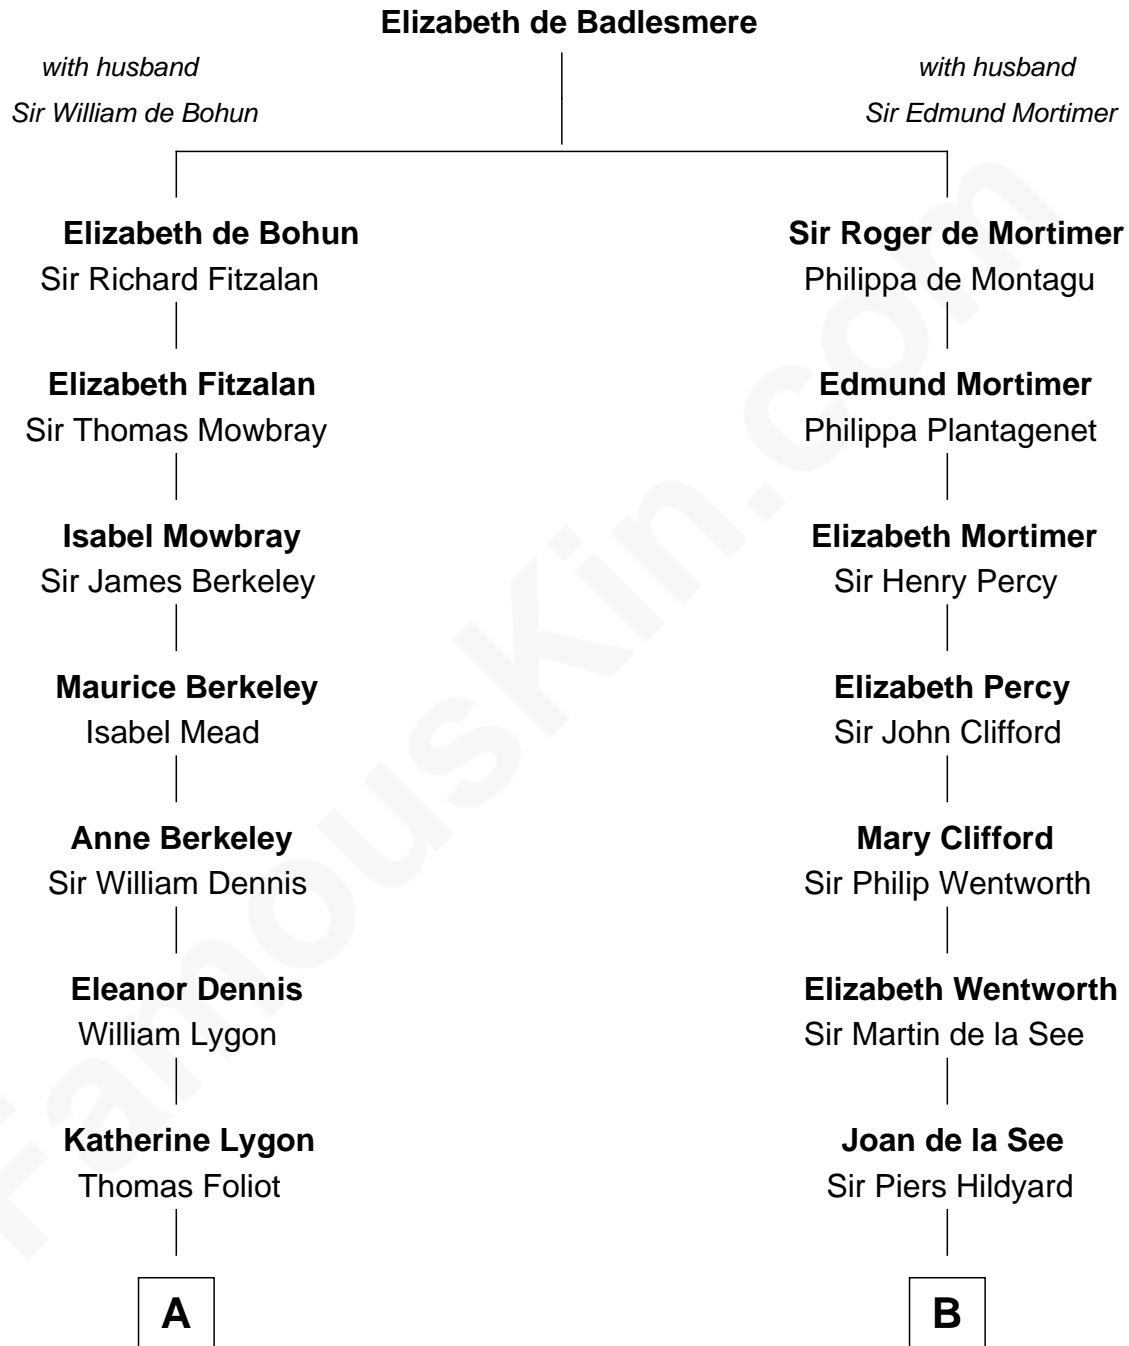 Elizabeth de Badlesmere
with husband
Sir William de Bohun
with husband
Sir Edmund Mortimer
Elizabeth de Bohun
Sir Richard Fitzalan
Sir Roger de Mortimer
Philippa de Montagu
Elizabeth Fitzalan
Sir Thomas Mowbray
Edmund Mortimer
Philippa Plantagenet
Isabel Mowbray
Sir James Berkeley
Elizabeth Mortimer
Sir Henry Percy
Maurice Berkeley
Isabel Mead
Elizabeth Percy
Sir John Clifford
Anne Berkeley
Sir William Dennis
Mary Clifford
Sir Philip Wentworth
Eleanor Dennis
William Lygon
Elizabeth Wentworth
Sir Martin de la See
Katherine Lygon
Thomas Foliot
Joan de la See
Sir Piers Hildyard
A
B
FamousKin.com